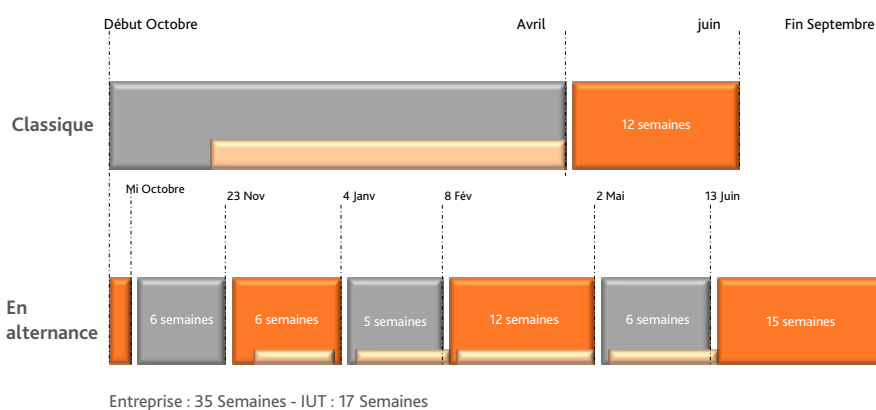 Début Octobre Avril juin Fin Septembre
Classique 12 semaines
Mi Octobre 23 Nov 4 Janv 8 Fév 2 Mai 13 Juin
En
alternance
6 semaines 6 semaines 5 semaines 12 semaines 6 semaines 15 semaines
Entreprise : 35 Semaines - IUT : 17 Semaines